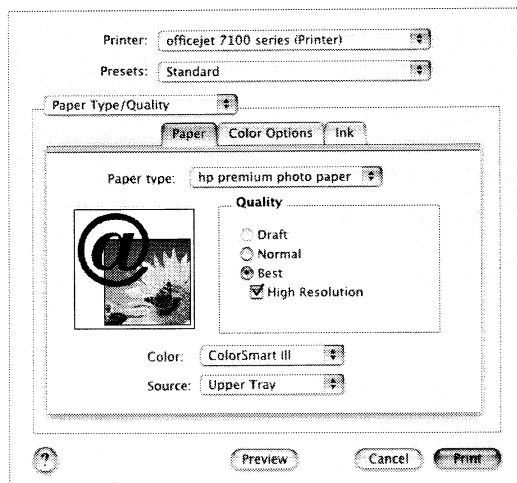 Printer: officejet 7100 series (Printer)
Presets: Standard
Paper Type/Quality
Paper Color Options Ink
Paper type: hp premium photo paper
Quality
@
Draft
Normal
Best
High Resolution
Color: ColorSmart III
Source: Upper Tray
? Preview Cancel Print